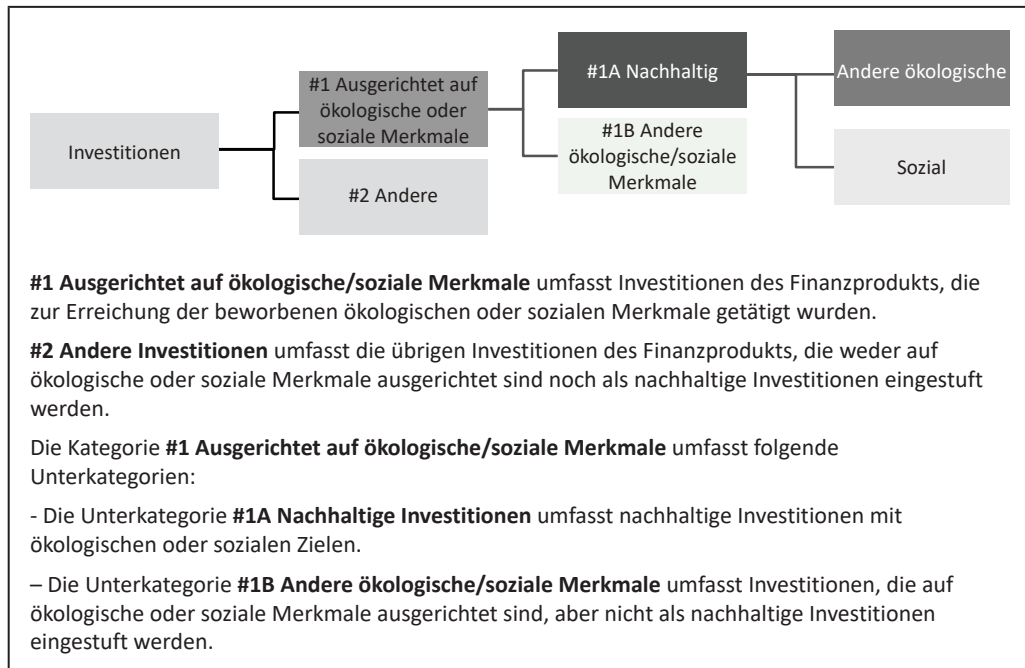 Investitionen
#1 Ausgerichtet auf
ökologische oder
soziale Merkmale
#2 Andere
#1A Nachhaltig
#1B Andere
ökologische/soziale
Merkmale
Andere ökologische
Sozial
#1 Ausgerichtet auf ökologische/soziale Merkmale umfasst Investitionen des Finanzprodukts, die
zur Erreichung der beworbenen ökologischen oder sozialen Merkmale getätigt wurden.
#2 Andere Investitionen umfasst die übrigen Investitionen des Finanzprodukts, die weder auf
ökologische oder soziale Merkmale ausgerichtet sind noch als nachhaltige Investitionen eingestuft
werden.
Die Kategorie #1 Ausgerichtet auf ökologische/soziale Merkmale umfasst folgende
Unterkategorien:
- Die Unterkategorie #1A Nachhaltige Investitionen umfasst nachhaltige Investitionen mit
ökologischen oder sozialen Zielen.
– Die Unterkategorie #1B Andere ökologische/soziale Merkmale umfasst Investitionen, die auf
ökologische oder soziale Merkmale ausgerichtet sind, aber nicht als nachhaltige Investitionen
eingestuft werden.